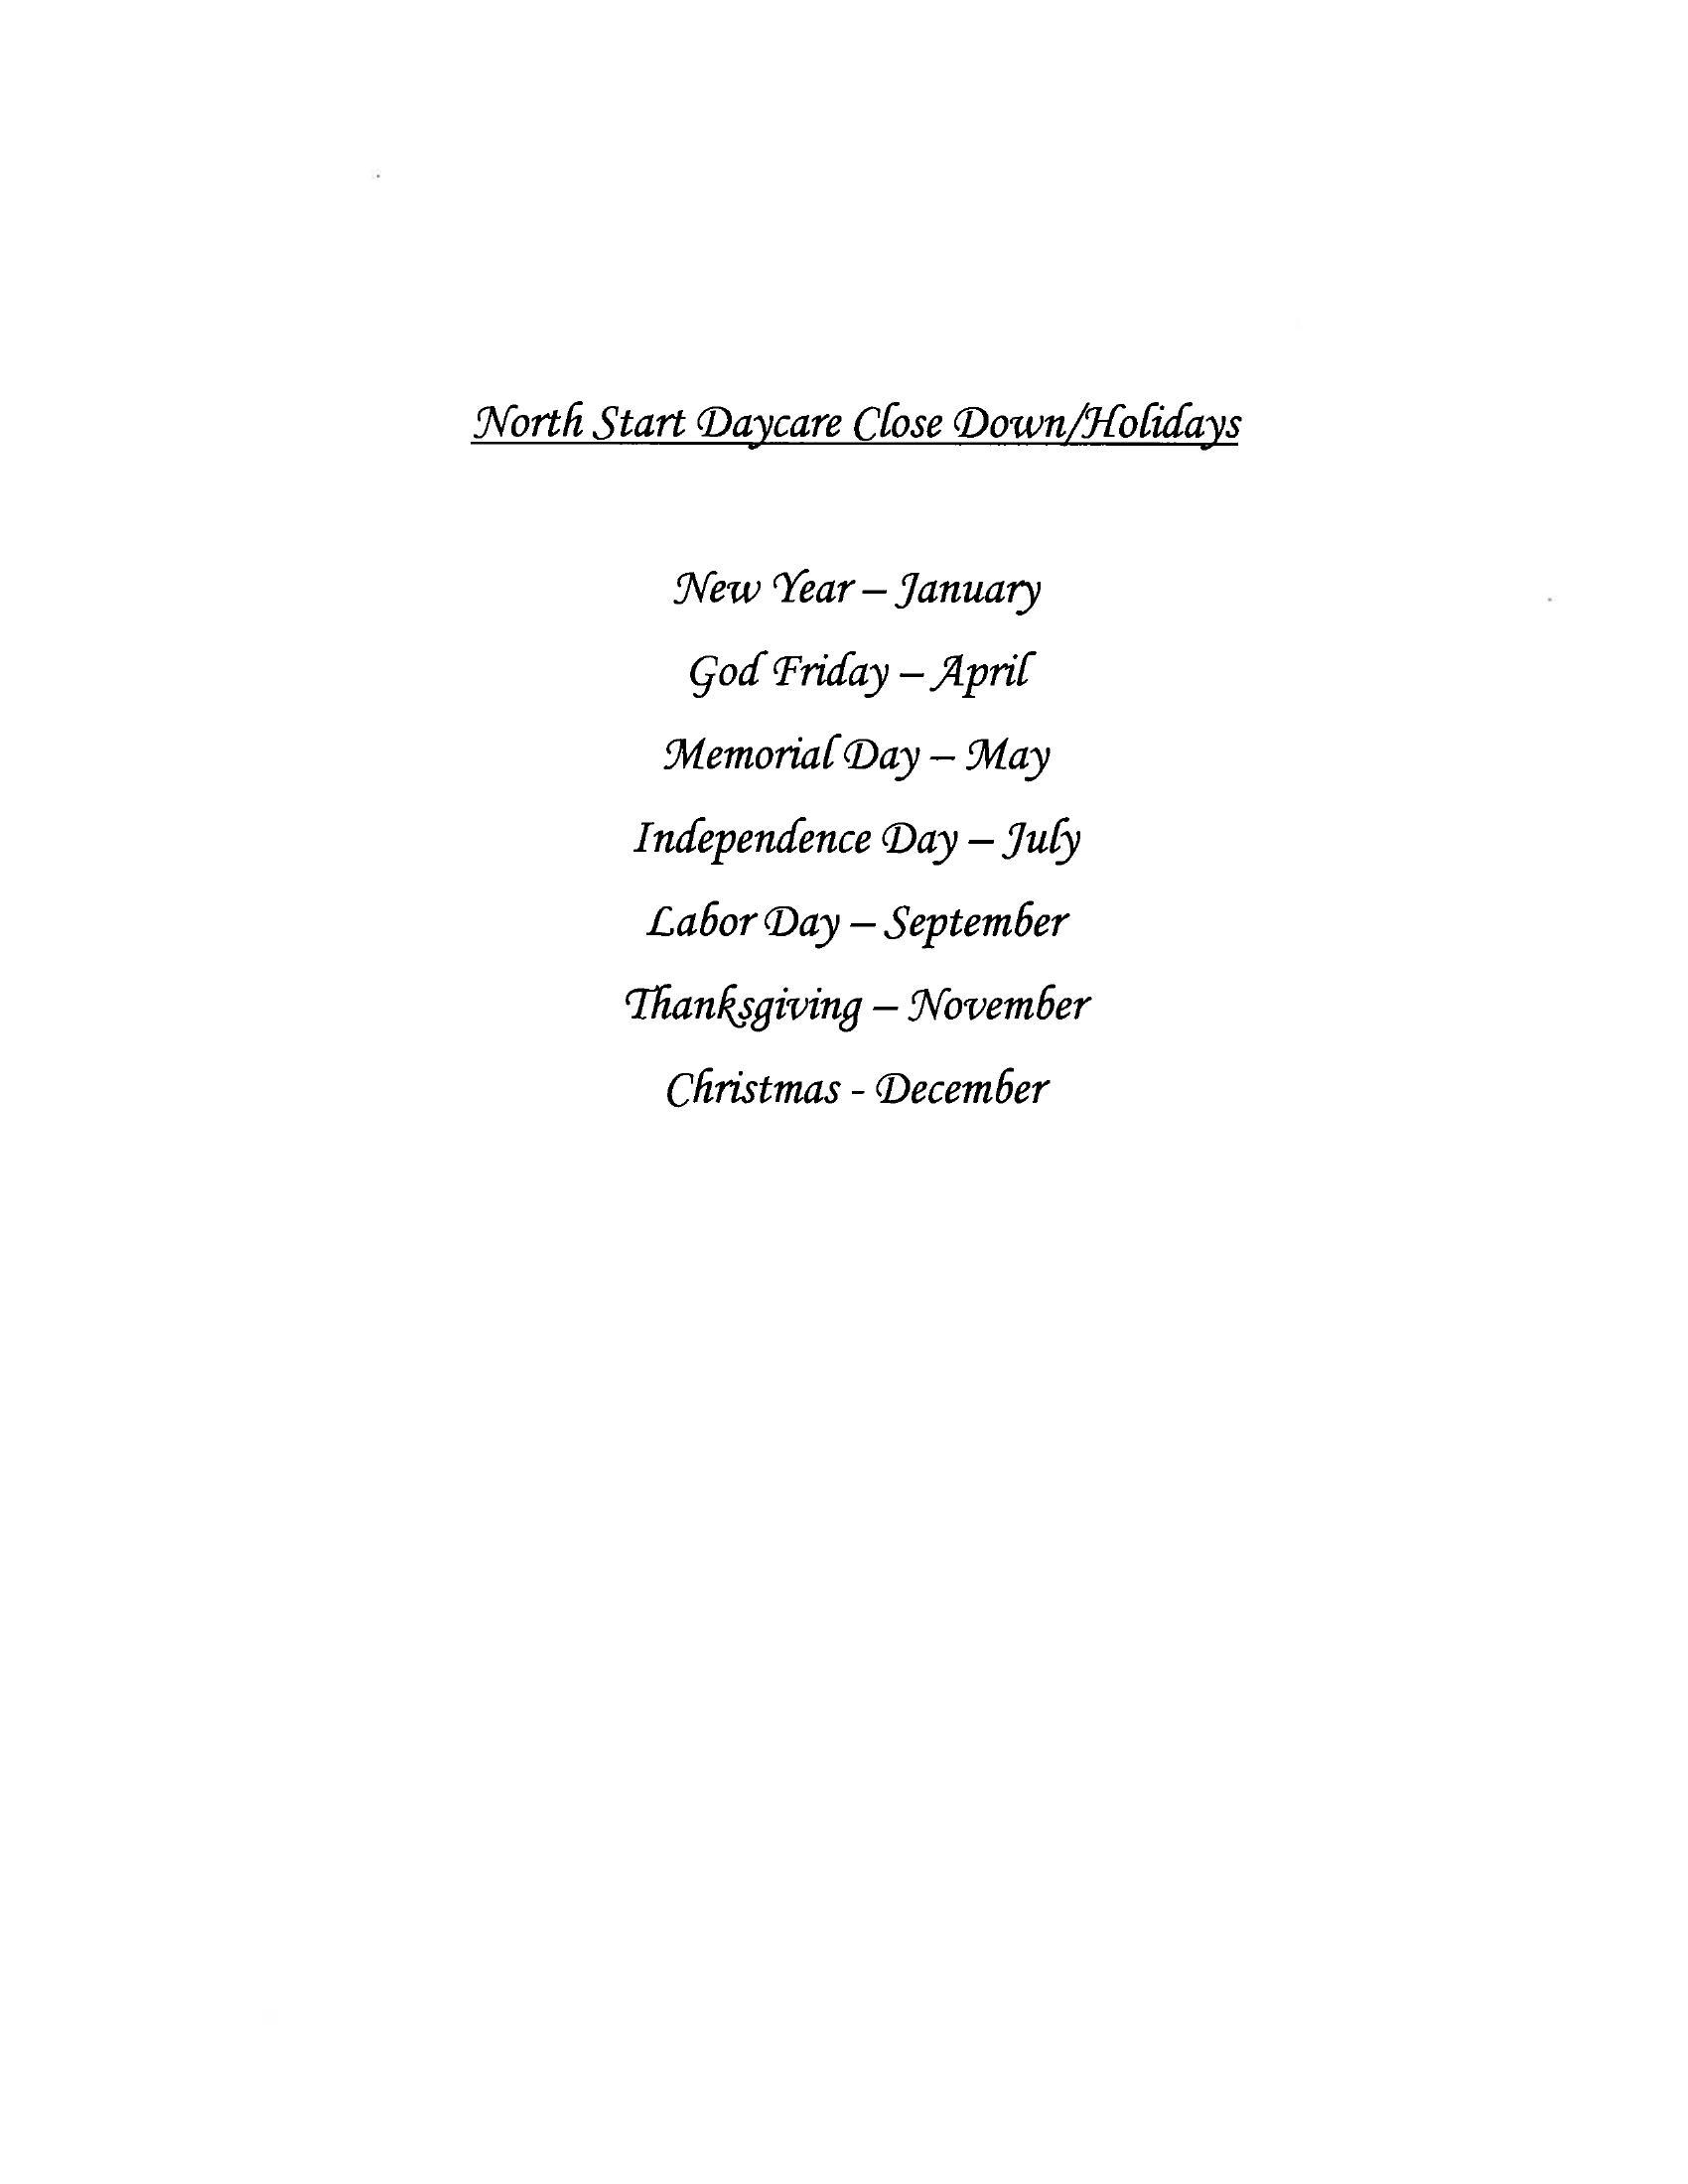 North Start Daycare Close Down/Holidays
New Year – January
God Friday – April
Memorial Day – May
Independence Day – July
Labor Day – September
Thanksgiving – November
Christmas - December